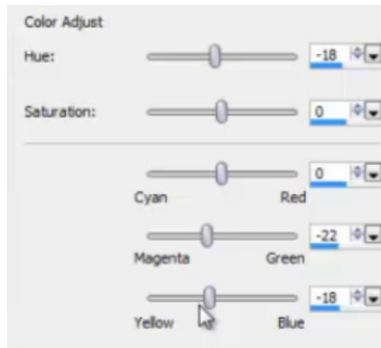 Color Adjust
Hue: -18
Saturation: 0
0
Cyan Red
-22
Magenta Green
-18
Yellow Blue